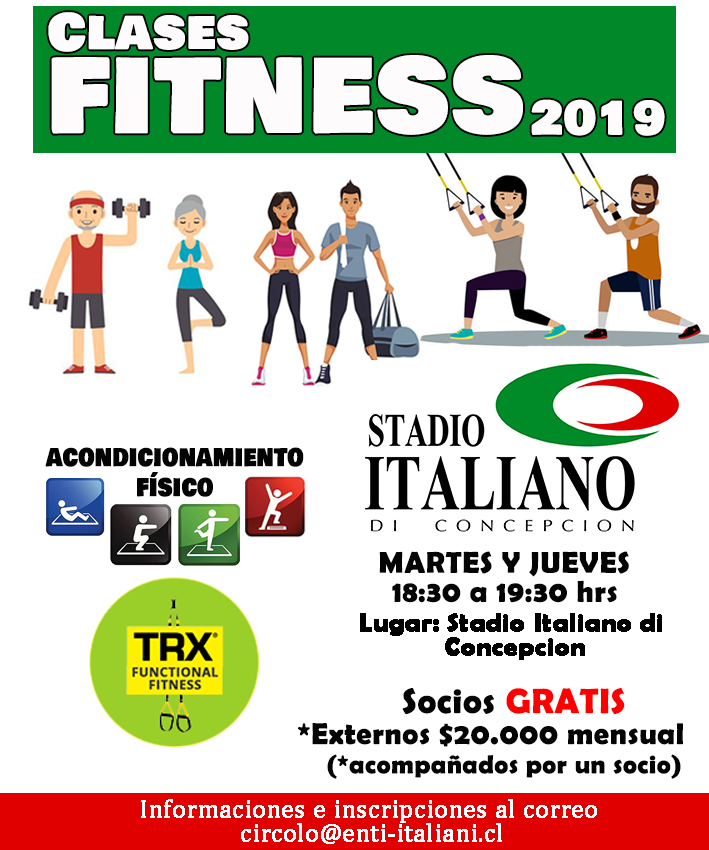 CLASES
FITNESS 2019
ACONDICIONAMIENTO
FÍSICO
TRX®
FUNCTIONAL
FITNESS
STADIO
ITALIANO
DI CONCEPCION
MARTES Y JUEVES
18:30 a 19:30 hrs
Lugar: Stadio Italiano di
Concepcion
Socios GRATIS
*Externos $20.000 mensual
(*acompañados por un socio)
Informaciones e inscripciones al correo
circolo@enti-italiani.cl